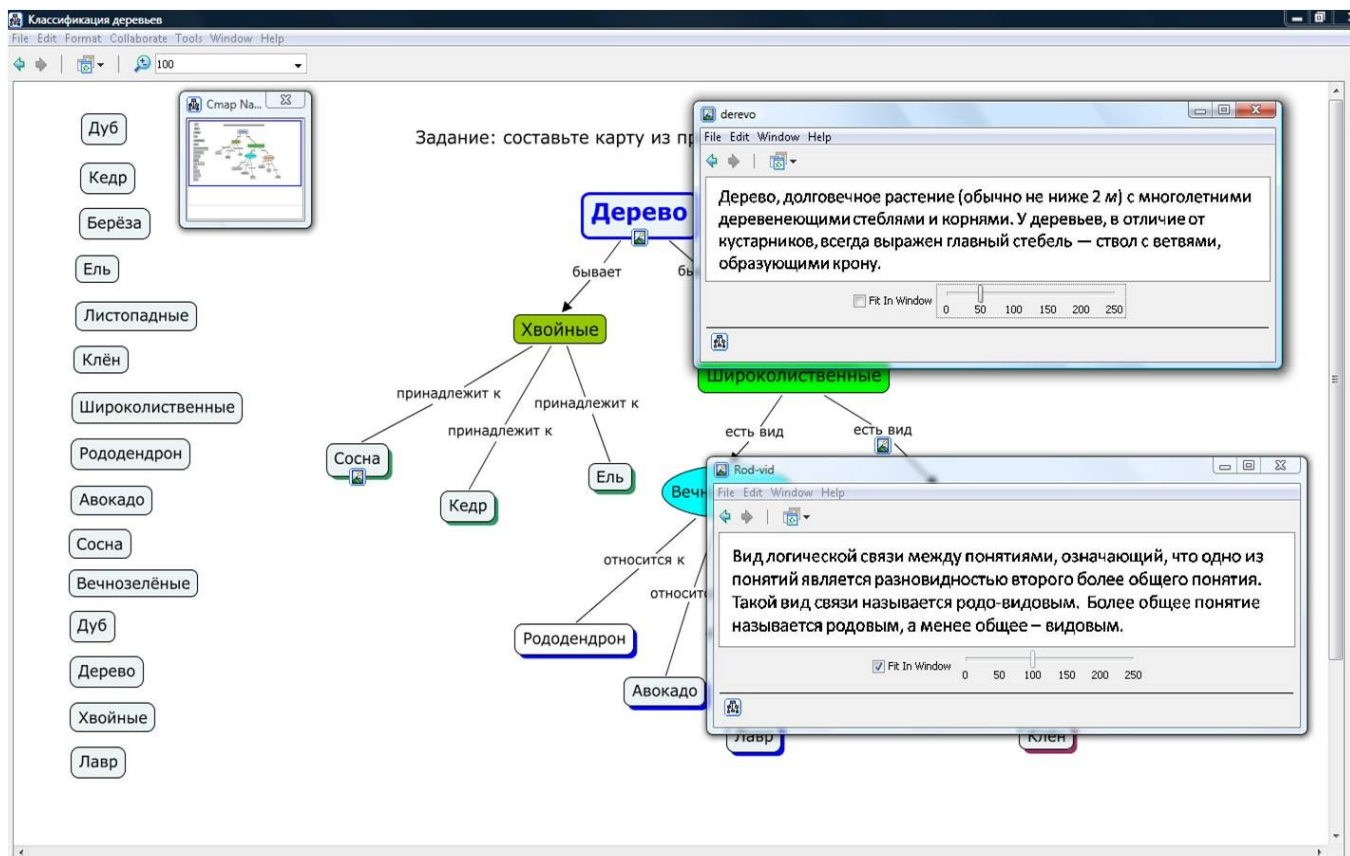 Классификация деревьев
File Edit Format Collaborate Tools Window Help
100
Дуб
Кедр
Берёза
Ель
Листопадные
Клён
Широколиственные
Рододендрон
Авокадо
Сосна
Вечнозелёные
Дуб
Дерево
Хвойные
Лавр
Cmap Na...
Задание: составьте карту из
Дерево
бывает
Хвойные
принадлежит к
принадлежит к
принадлежит к
Сосна
Кедр
Ель
Широколиственные
есть вид
есть вид
относится к
Рододендрон
Авокадо
Лавр
Клён
derevo
File Edit Window Help
Дерево, долговечное растение (обычно не ниже 2 м) с многолетними
деревенеющими стеблями и корнями. У деревьев, в отличие от
кустарников, всегда выражен главный стебель — ствол с ветвями,
образующими крону.
Fit In Window
0 50 100 150 200 250
Rod-vid
File Edit Window Help
Вид логической связи между понятиями, означающий, что одно из
понятий является разновидностью второго более общего понятия.
Такой вид связи называется родо-видовым. Более общее понятие
называется родовым, а менее общее – видовым.
Fit In Window
0 50 100 150 200 250